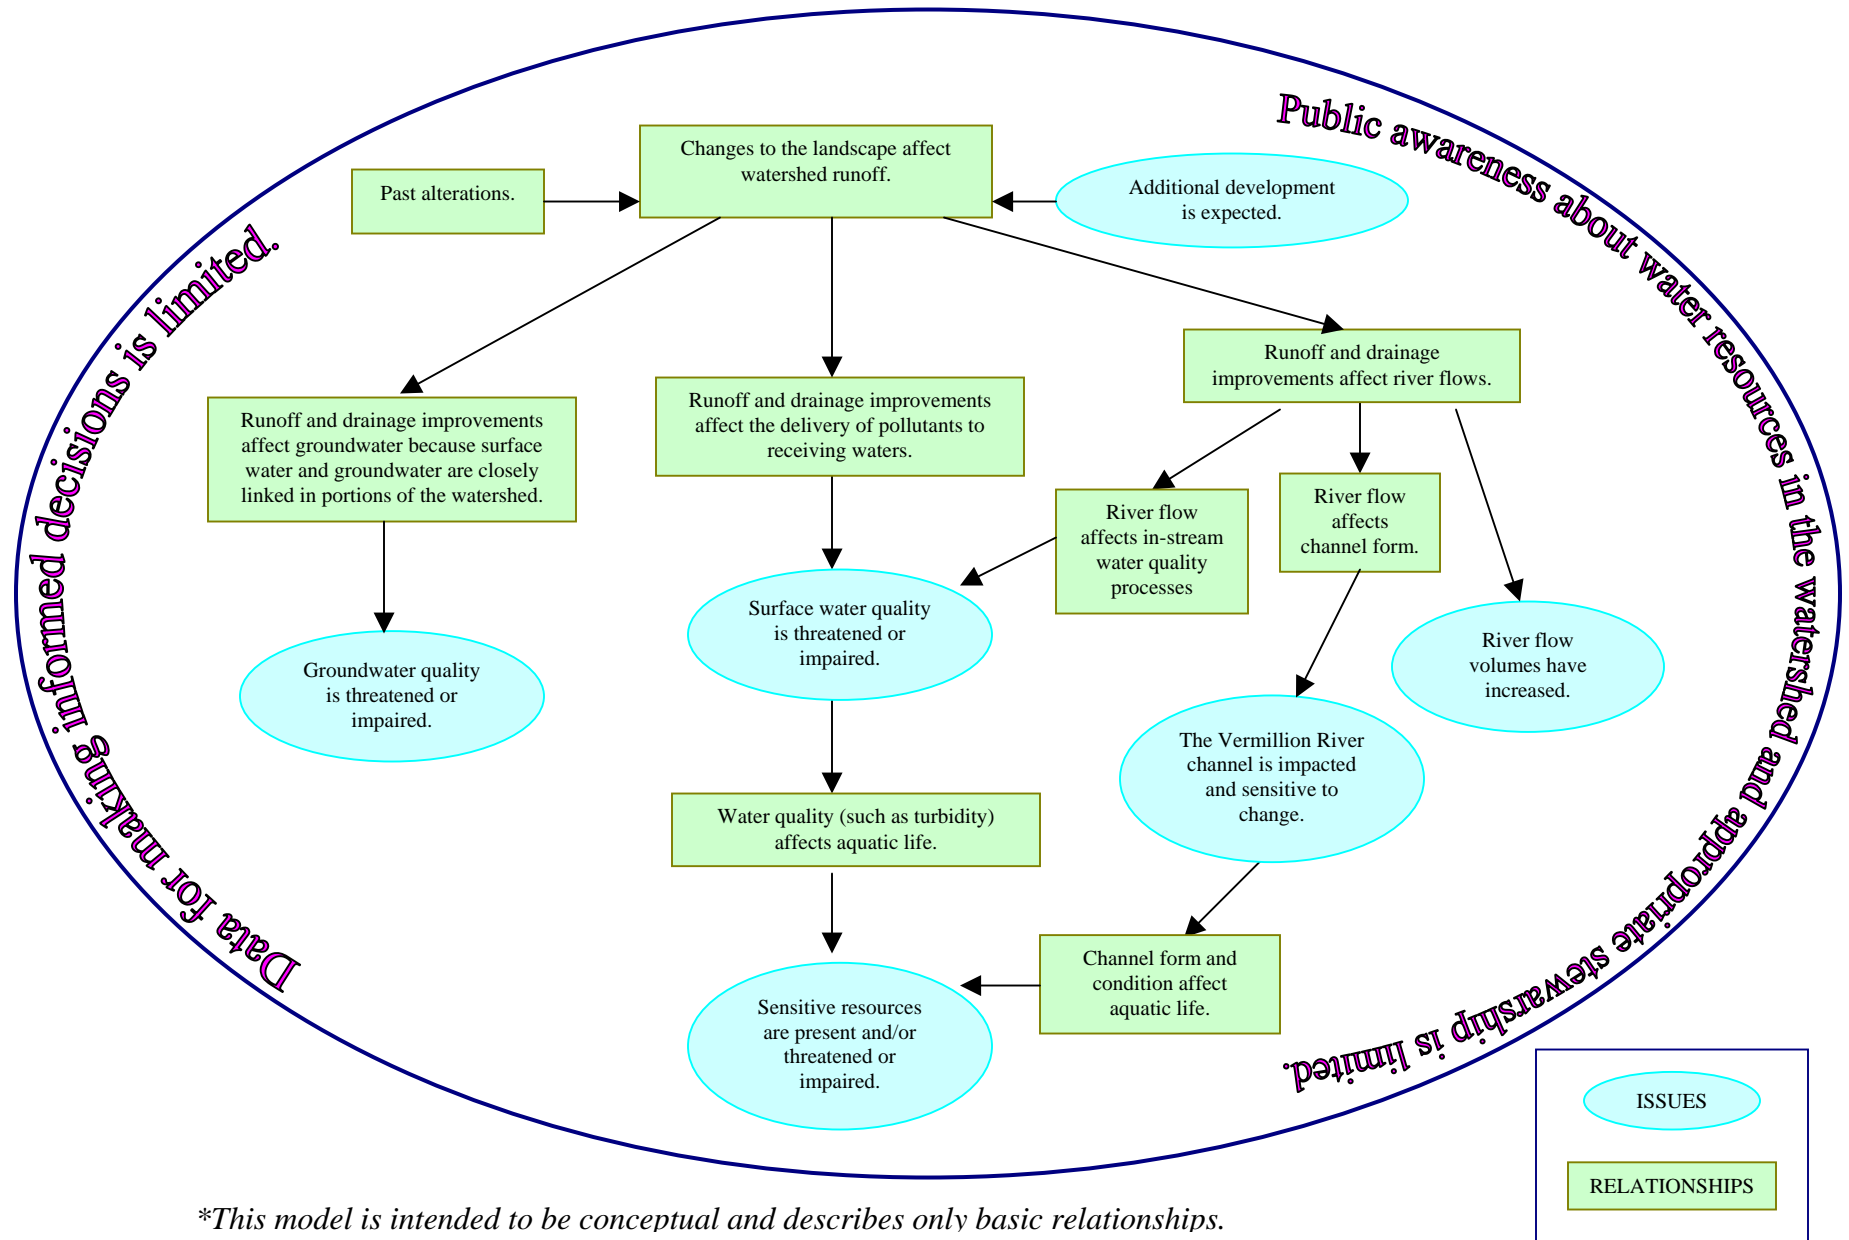 Public awareness about water resources in the watershed and appropriate stewarship is limited.
Data for making informed decisions is limited.
Changes to the landscape affect
watershed runoff.
Past alterations.
Additional development
is expected.
Runoff and drainage
improvements affect river flows.
Runoff and drainage improvements
affect the delivery of pollutants to
receiving waters.
Runoff and drainage improvements
affect groundwater because surface
water and groundwater are closely
linked in portions of the watershed.
River flow
affects in-stream
water quality
processes
River flow
affects
channel form.
Surface water quality
is threatened or
impaired.
River flow
volumes have
increased.
Groundwater quality
is threatened or
impaired.
The Vermillion River
channel is impacted
and sensitive to
change.
Water quality (such as turbidity)
affects aquatic life.
Channel form and
condition affect
aquatic life.
Sensitive resources
are present and/or
threatened or
impaired.
ISSUES
RELATIONSHIPS
*This model is intended to be conceptual and describes only basic relationships.